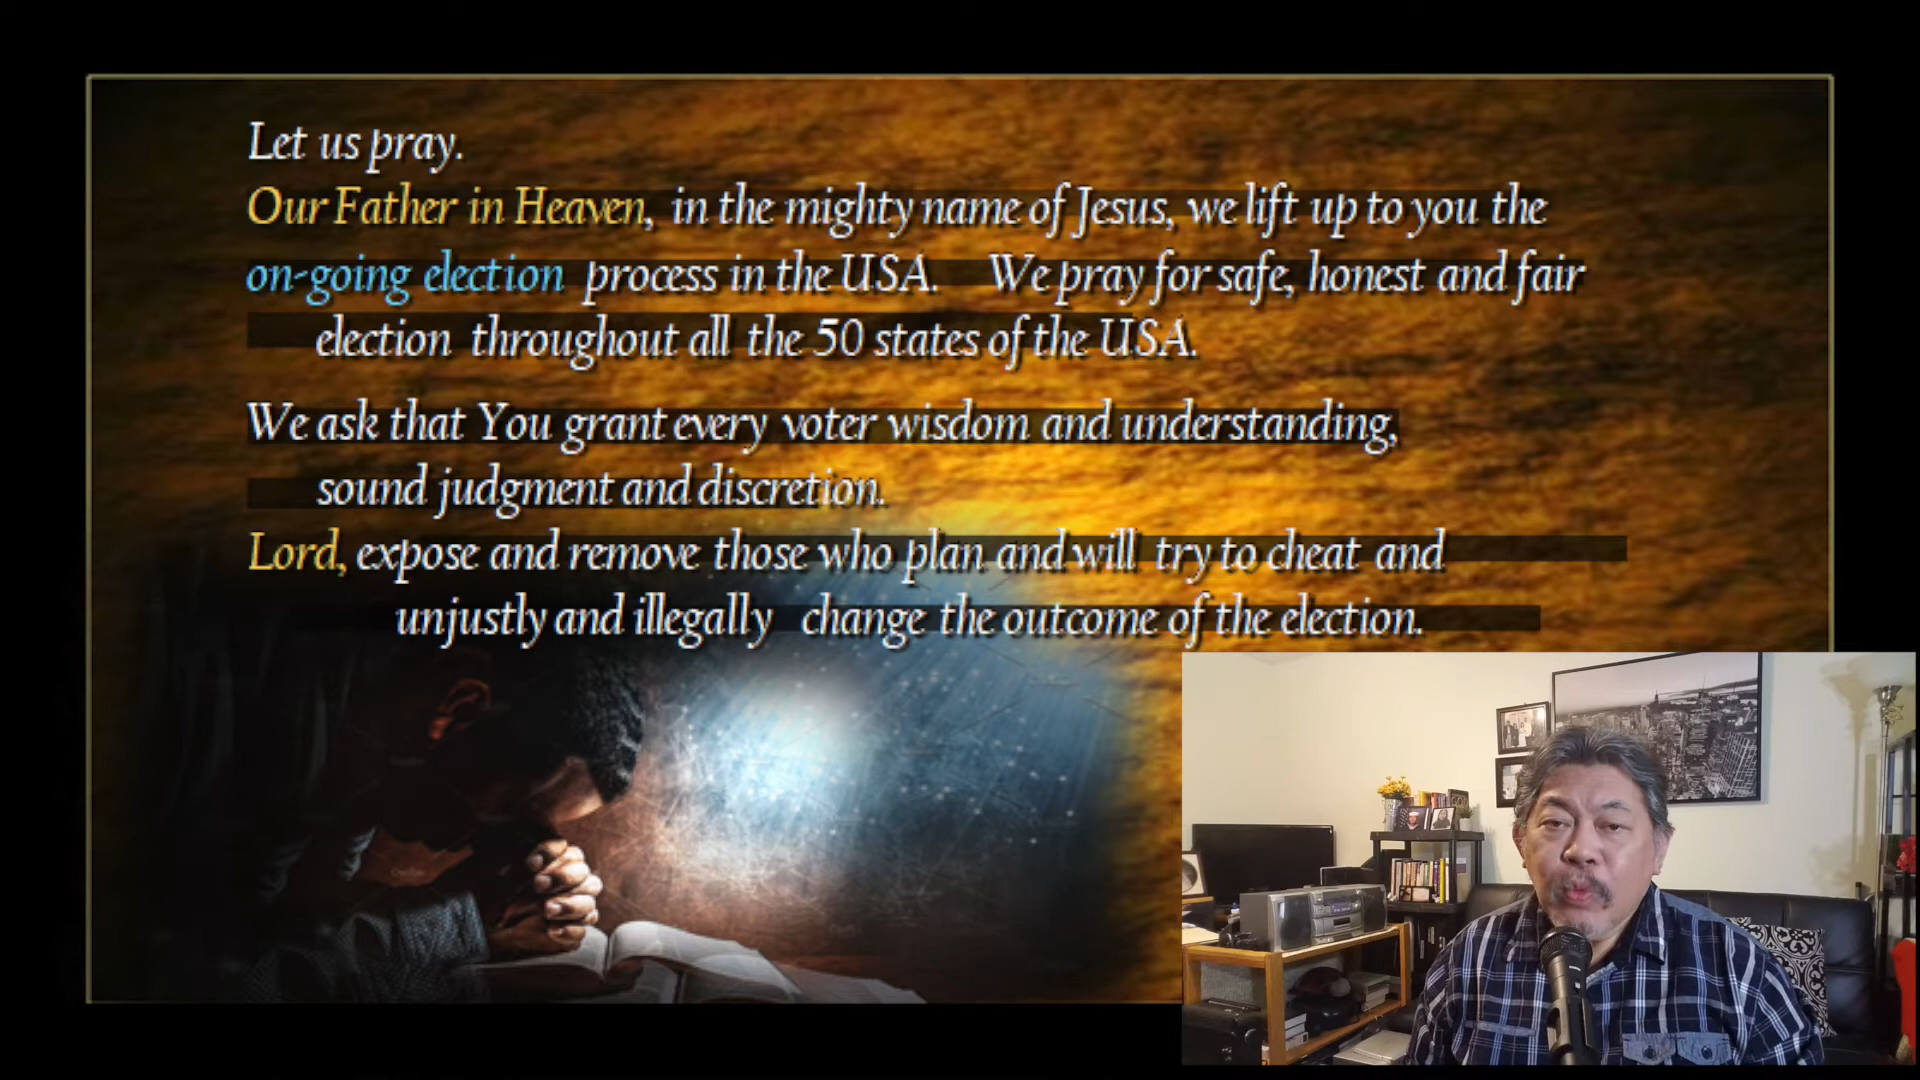 Let us pray.
Our Father in Heaven, in the mighty name of Jesus, we lift up to you the
on-going election process in the USA. We pray for safe, honest and fair
election throughout all the 50 states of the USA.
We ask that You grant every voter wisdom and understanding,
sound judgment and discretion.
Lord, expose and remove those who plan and will try to cheat and
unjustly and illegally change the outcome of the election.